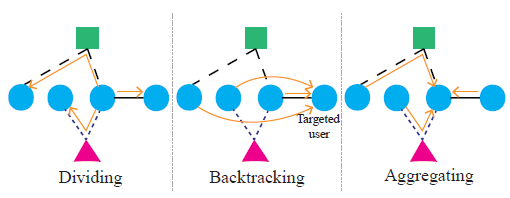 Targeted
user
Dividing
Backtracking
Aggregating